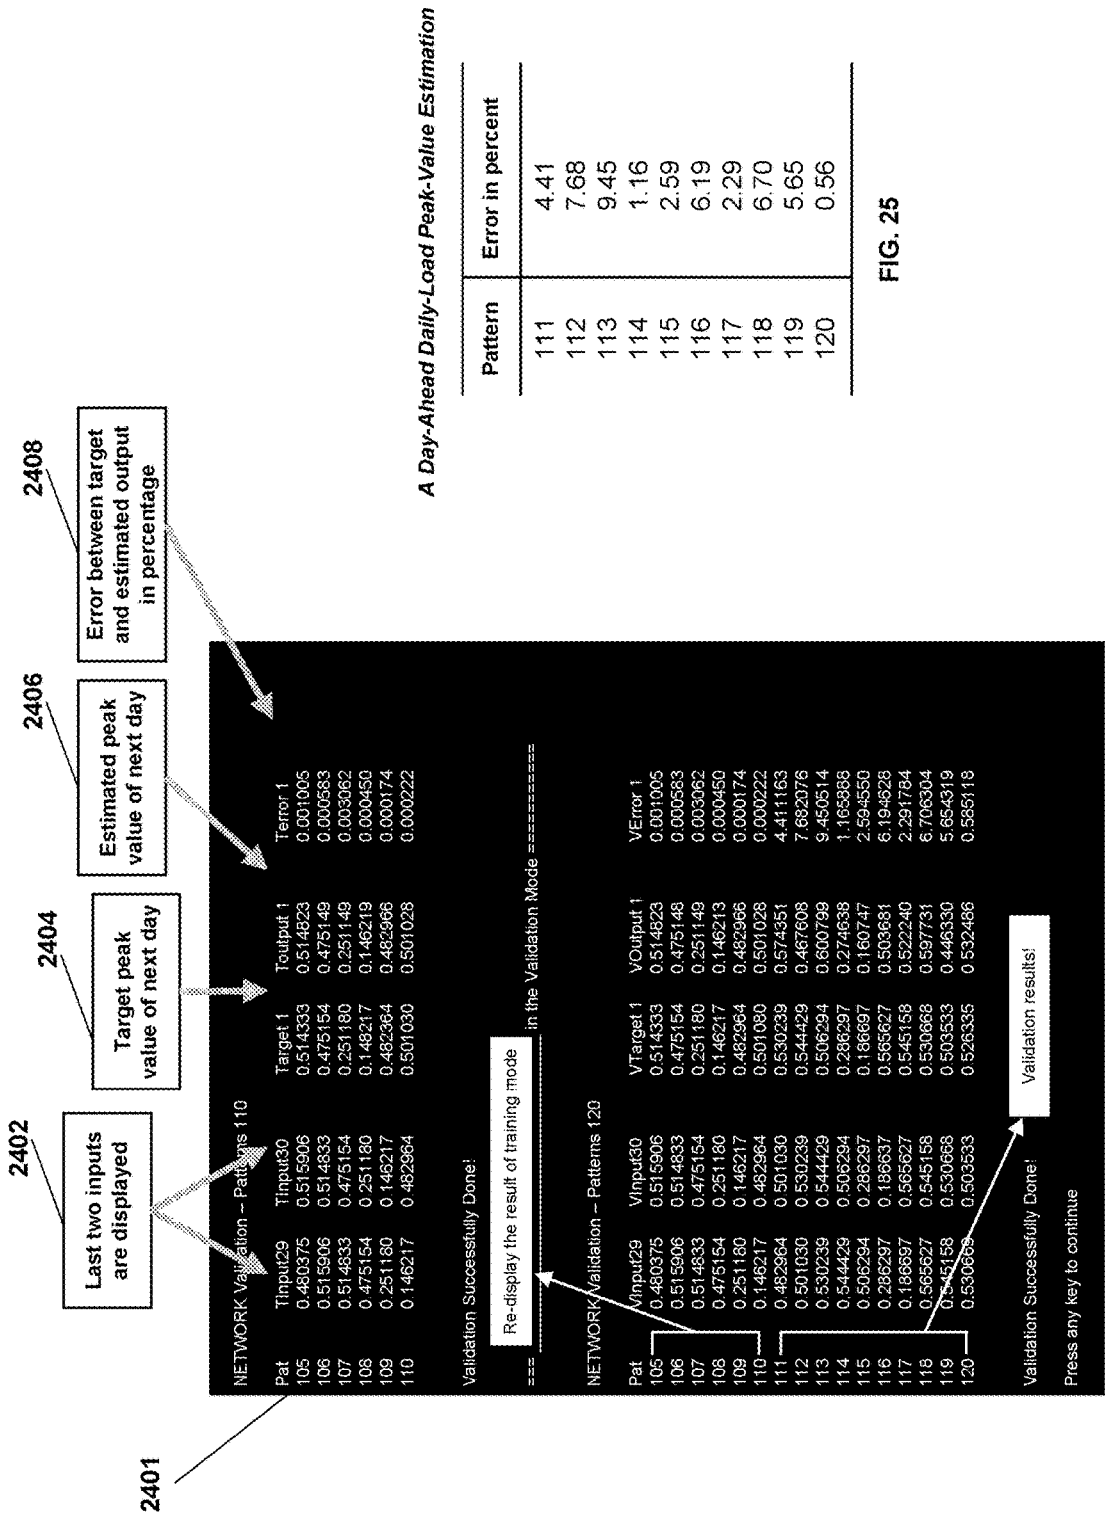 2402
2404
2406
2408
2401
Last two inputs
are displayed
Target peak
value of next day
Estimated peak
value of next day
Error between target
and estimated output
in percentage
NETWORK Validation – Patterns 110
Pat TInput29 TInput30 Target 1 Toutput 1 Terror 1
105 0.480375 0.515906 0.514333 0.514823 0.001005
106 0.515906 0.514833 0.475154 0.475149 0.000583
107 0.514833 0.475154 0.251180 0.251149 0.003062
108 0.475154 0.251180 0.148217 0.146219 0.000450
109 0.251180 0.146217 0.482364 0.482966 0.000174
110 0.146217 0.482964 0.501030 0.501028 0.000222
Validation Successfully Done!
Re-display the result of training mode
=== in the Validation Mode ===========
NETWORK Validation – Patterns 120
Pat VInput29 VInput30 VTarget 1 VOutput 1 VError 1
105 0.480375 0.515906 0.514333 0.514823 0.001005
106 0.515906 0.514833 0.475154 0.475148 0.000583
107 0.514833 0.475154 0.251180 0.251149 0.003062
108 0.475154 0.251180 0.146217 0.146213 0.000450
109 0.251180 0.146217 0.482964 0.482966 0.000174
110 0.146217 0.482964 0.501080 0.501028 0.000222
111 0.482964 0.501030 0.530239 0.574351 4.411163
112 0.501030 0.530239 0.544429 0.467608 7.682076
113 0.530239 0.544429 0.506294 0.600799 9.450514
114 0.544429 0.506294 0.286297 0.274638 1.165888
115 0.506294 0.286297 0.186697 0.160747 2.594550
116 0.286297 0.186637 0.565627 0.503681 6.194628
117 0.186697 0.565627 0.545158 0.522240 2.291784
118 0.565627 0.545158 0.530668 0.597731 6.706304
119 0.530668 0.503533 0.446330 5.654319
120 0.503533 0.526335 0.532486 0.585118
Validation Successfully Done!
Validation results!
Press any key to continue
A Day-Ahead Daily-Load Peak-Value Estimation
Pattern Error in percent
111 4.41
112 7.68
113 9.45
114 1.16
115 2.59
116 6.19
117 2.29
118 6.70
119 5.65
120 0.56
FIG. 25